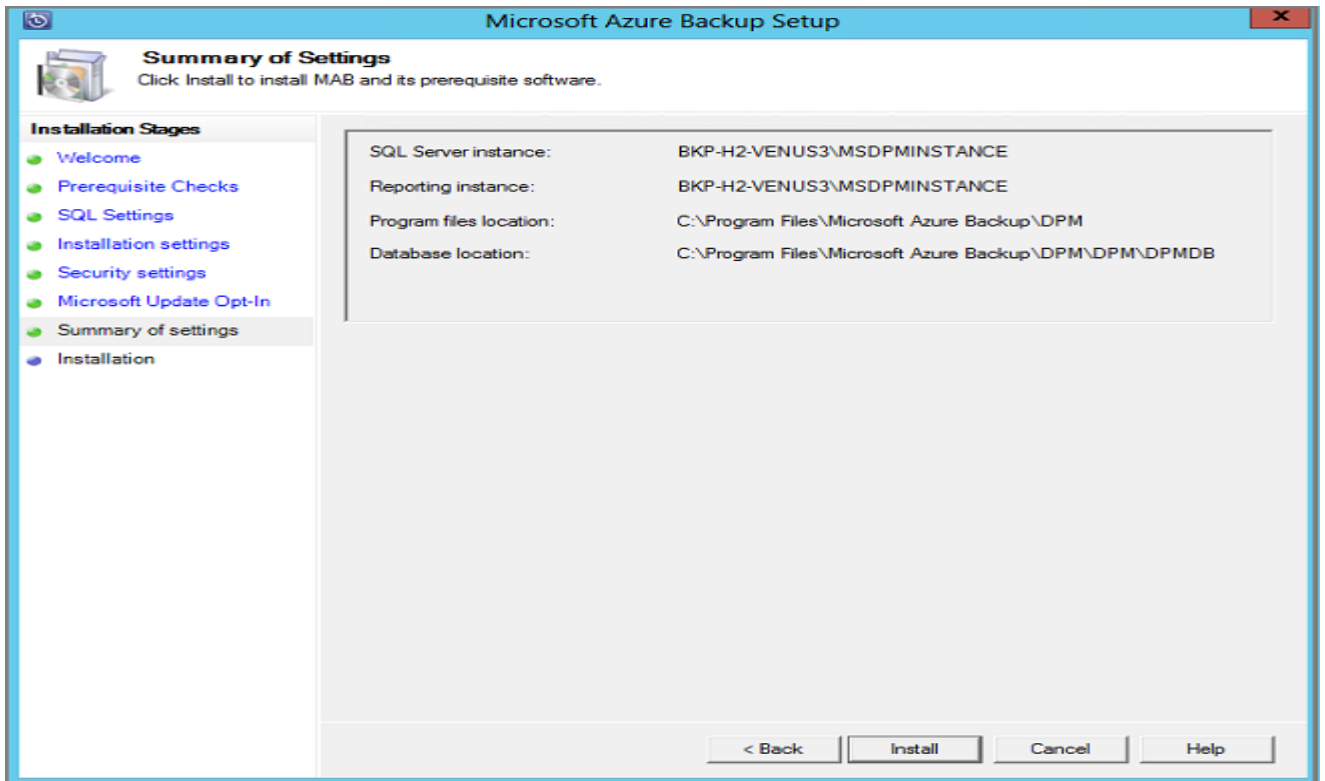 Microsoft Azure Backup Setup
x
Summary of Settings
Click Install to install MAB and its prerequisite software.
Installation Stages
Welcome
Prerequisite Checks
SQL Settings
Installation settings
Security settings
Microsoft Update Opt-In
Summary of settings
Installation
SQL Server instance: BKP-H2-VENUS3\MSDPMINSTANCE
Reporting instance: BKP-H2-VENUS3\MSDPMINSTANCE
Program files location: C:\Program Files\Microsoft Azure Backup\DPM
Database location: C:\Program Files\Microsoft Azure Backup\DPM\DPM\DPMDB
< Back Install Cancel Help